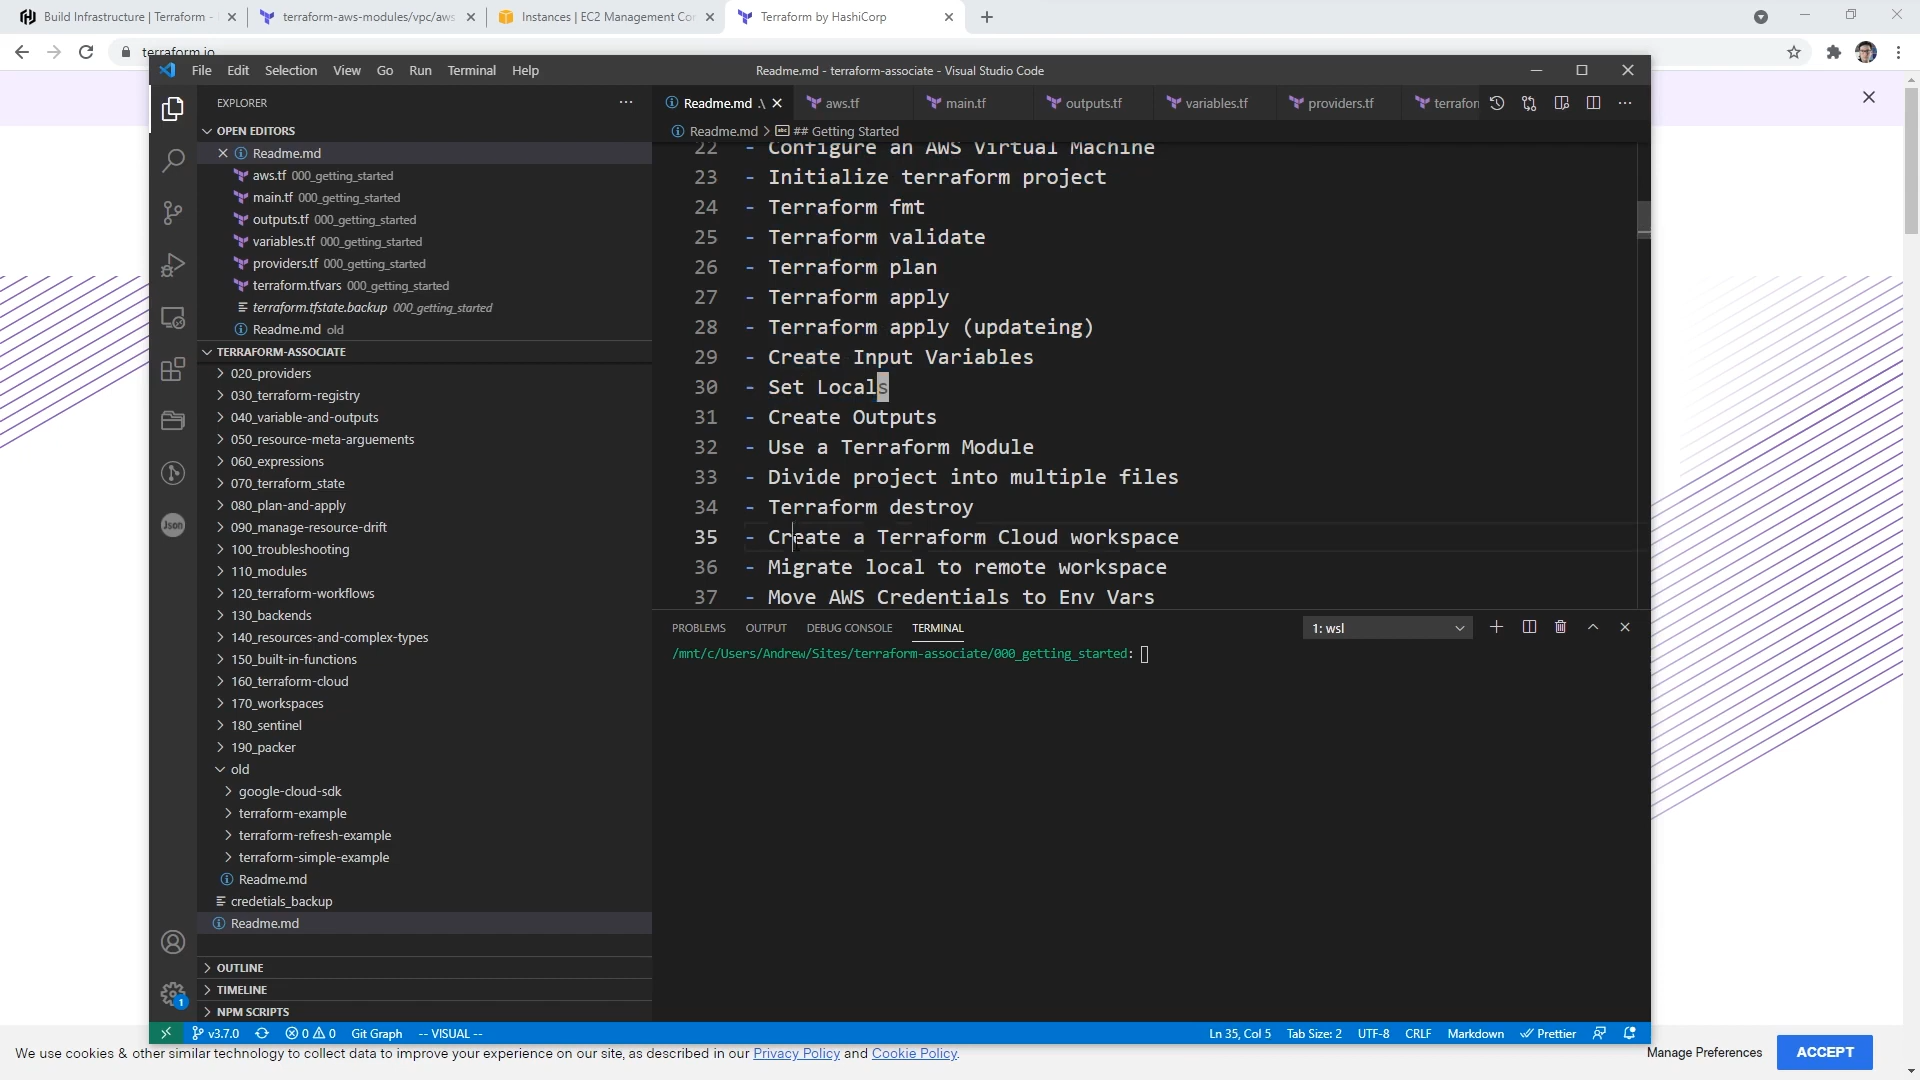 Build Infrastructure | Terraform -
terraform-aws-modules/vpc/aws
Instances | EC2 Management Con
Terraform by HashiCorp
terraform.io
File Edit Selection View Go Run Terminal Help
Readme.md - terraform-associate - Visual Studio Code
EXPLORER
OPEN EDITORS
Readme.md
aws.tf 000_getting_started
main.tf 000_getting_started
outputs.tf 000_getting_started
variables.tf 000_getting_started
providers.tf 000_getting_started
terraform.tfvars 000_getting_started
terraform.tfstate.backup 000_getting_started
Readme.md old
TERRAFORM-ASSOCIATE
020_providers
030_terraform-registry
040_variable-and-outputs
050_resource-meta-arguements
060_expressions
070_terraform_state
080_plan-and-apply
090_manage-resource-drift
100_troubleshooting
110_modules
120_terraform-workflows
130_backends
140_resources-and-complex-types
150_built-in-functions
160_terraform-cloud
170_workspaces
180_sentinel
190_packer
old
google-cloud-sdk
terraform-example
terraform-refresh-example
terraform-simple-example
Readme.md
credetials_backup
Readme.md
OUTLINE
TIMELINE
NPM SCRIPTS
Json
1
Readme.md .\ aws.tf main.tf outputs.tf variables.tf providers.tf terrafor
Readme.md > ## Getting Started
22 - Configure an AWS Virtual Machine
23 - Initialize terraform project
24 - Terraform fmt
25 - Terraform validate
26 - Terraform plan
27 - Terraform apply
28 - Terraform apply (updateing)
29 - Create Input Variables
30 - Set Locals
31 - Create Outputs
32 - Use a Terraform Module
33 - Divide project into multiple files
34 - Terraform destroy
35 - Create a Terraform Cloud workspace
36 - Migrate local to remote workspace
37 - Move AWS Credentials to Env Vars
PROBLEMS OUTPUT DEBUG CONSOLE TERMINAL
1: wsl
/mnt/c/Users/Andrew/Sites/terraform-associate/000_getting_started:
v3.7.0 0 0 Git Graph -- VISUAL --
Ln 35, Col 5 Tab Size: 2 UTF-8 CRLF Markdown Prettier
We use cookies & other similar technology to collect data to improve your experience on our site, as described in our Privacy Policy and Cookie Policy.
Manage Preferences
ACCEPT